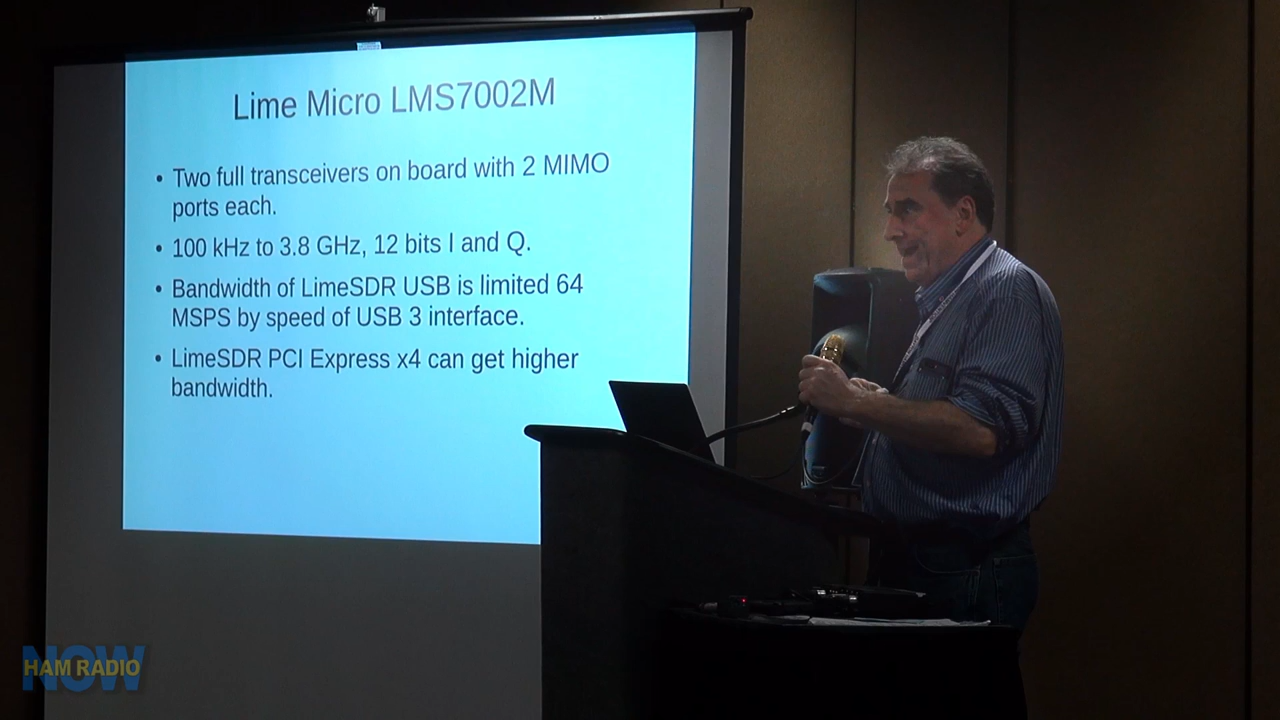 Lime Micro LMS7002M
• Two full transceivers on board with 2 MIMO
ports each.
• 100 kHz to 3.8 GHz, 12 bits I and Q.
• Bandwidth of LimeSDR USB is limited 64
MSPS by speed of USB 3 interface.
• LimeSDR PCI Express x4 can get higher
bandwidth.
HAM RADIO
NOW